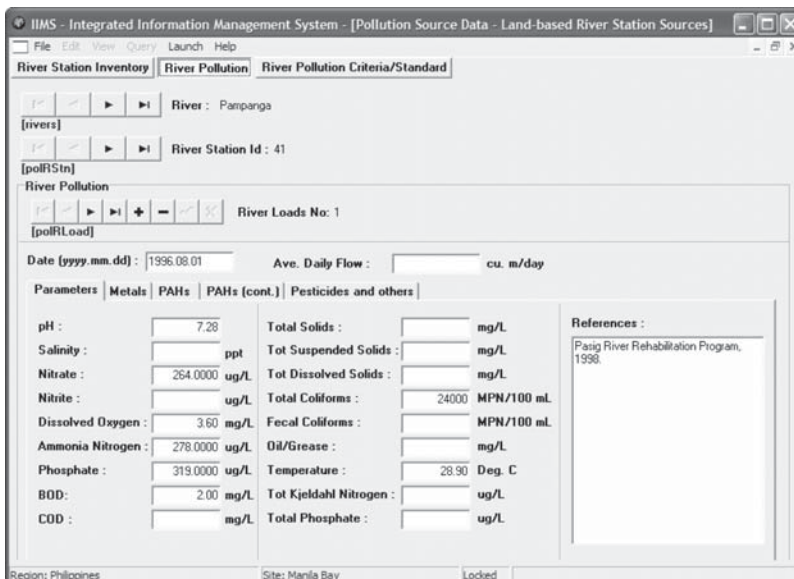 IIMS - Integrated Information Management System - [Pollution Source Data - Land-based River Station Sources]
File Edit View Query Launch Help
River Station Inventory River Pollution River Pollution Criteria/Standard
River : Pampanga
[rivers]
River Station Id : 41
[polRStn]
River Pollution
River Loads No: 1
[polRLoad]
Date (yyyy.mm.dd) : 1996.08.01 Ave. Daily Flow : cu. m/day
Parameters Metals PAHs PAHs (cont.) Pesticides and others
pH : 7.28 Total Solids : mg/L References :
Salinity : ppt Tot Suspended Solids : mg/L Pasig River Rehabilitation Program,
1998.
Nitrate : 264.0000 ug/L Tot Dissolved Solids : mg/L
Nitrite : ug/L Total Coliforms : 24000 MPN/100 mL
Dissolved Oxygen : 3.60 mg/L Fecal Coliforms : MPN/100 mL
Ammonia Nitrogen : 278.0000 ug/L Oil/Grease : mg/L
Phosphate : 319.0000 ug/L Temperature : 28.90 Deg. C
BOD: 2.00 mg/L Tot Kjeldahl Nitrogen : ug/L
COD : mg/L Total Phosphate : ug/L
Region: Philippines Site: Manila Bay Locked